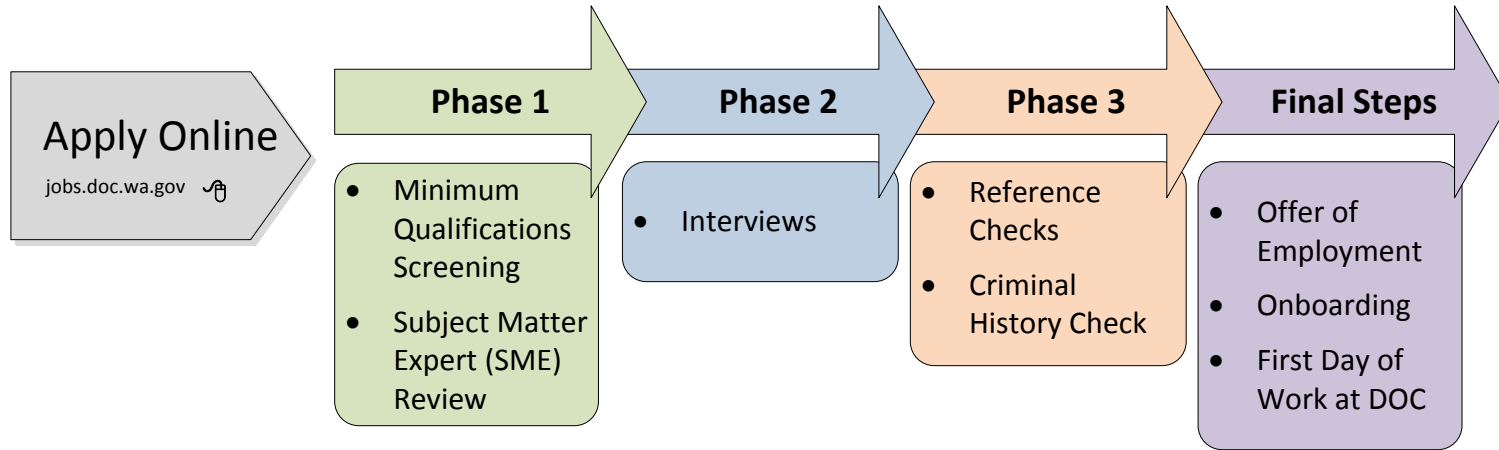 Apply Online
jobs.doc.wa.gov
Phase 1
• Minimum
Qualifications
Screening
• Subject Matter
Expert (SME)
Review
Phase 2
• Interviews
Phase 3
• Reference
Checks
• Criminal
History Check
Final Steps
• Offer of
Employment
• Onboarding
• First Day of
Work at DOC